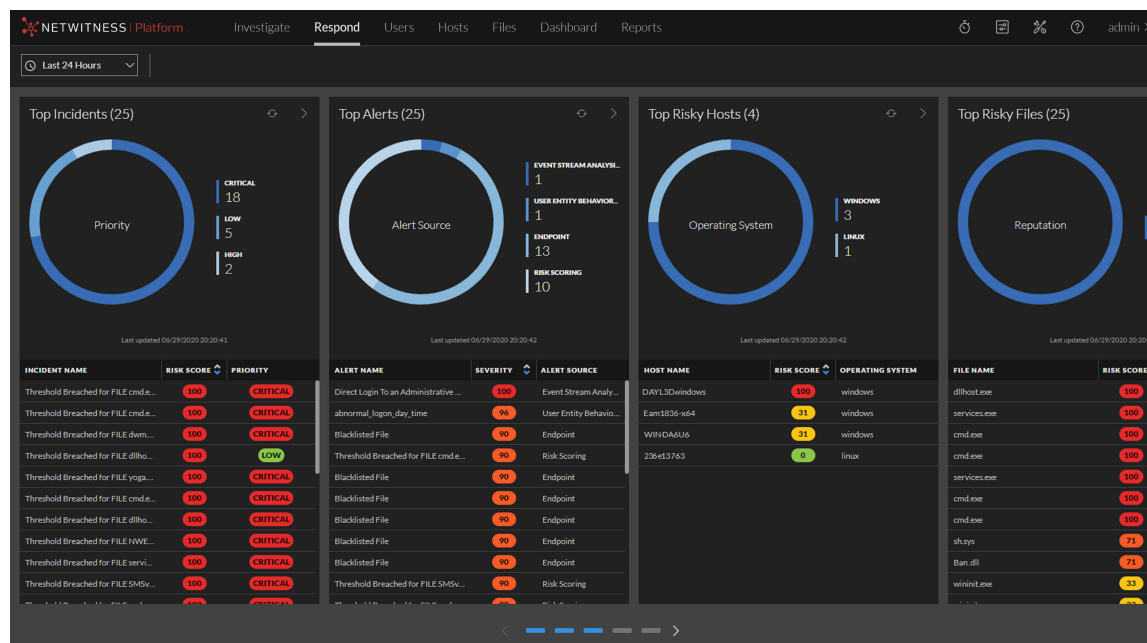 NETWITNESS | Platform Investigate Respond Users Hosts Files Dashboard Reports admin
Last 24 Hours
Top Incidents (25)
Priority
CRITICAL
18
LOW
5
HIGH
2
Last updated 06/29/2020 20:20:41
INCIDENT NAME RISK SCORE PRIORITY
Threshold Breached for FILE cmd.e... 100 CRITICAL
Threshold Breached for FILE cmd.e... 100 CRITICAL
Threshold Breached for FILE dwm.... 100 CRITICAL
Threshold Breached for FILE dllho... 100 LOW
Threshold Breached for FILE yoga.... 100 CRITICAL
Threshold Breached for FILE cmd.e... 100 CRITICAL
Threshold Breached for FILE dllho... 100 CRITICAL
Threshold Breached for FILE NWE... 100 CRITICAL
Threshold Breached for FILE servi... 100 CRITICAL
Threshold Breached for FILE SMSv... 100 CRITICAL
Top Alerts (25)
Alert Source
EVENT STREAM ANALYSI...
1
USER ENTITY BEHAVIOR...
1
ENDPOINT
13
RISK SCORING
10
Last updated 06/29/2020 20:20:42
ALERT NAME SEVERITY ALERT SOURCE
Direct Login To an Administrative ... 100 Event Stream Analy...
abnormal_logon_day_time 96 User Entity Behavio...
Blacklisted File 90 Endpoint
Threshold Breached for FILE cmd.e... 90 Risk Scoring
Blacklisted File 90 Endpoint
Blacklisted File 90 Endpoint
Blacklisted File 90 Endpoint
Blacklisted File 90 Endpoint
Blacklisted File 90 Endpoint
Threshold Breached for FILE SMSv... 90 Risk Scoring
Top Risky Hosts (4)
Operating System
WINDOWS
3
LINUX
1
Last updated 06/29/2020 20:20:42
HOST NAME RISK SCORE OPERATING SYSTEM
DAYL3Dwindows 100 windows
Eam1836-x64 31 windows
WINDA6U6 31 windows
236e13763 0 linux
Top Risky Files (25)
Reputation
Last updated 06/29/2020 20:20
FILE NAME RISK SCORE
dllhost.exe 100
services.exe 100
cmd.exe 100
cmd.exe 100
services.exe 100
cmd.exe 100
cmd.exe 100
sh.sys 71
Ban.dll 71
wininit.exe 33